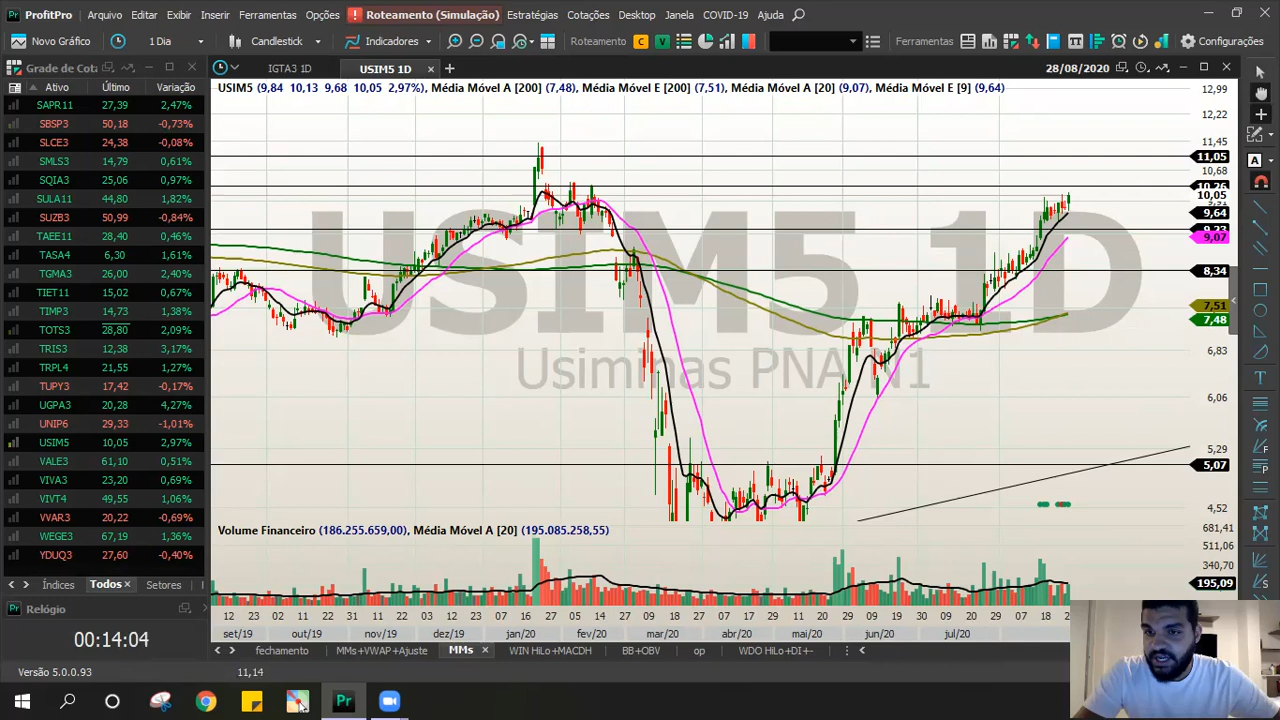 ProfitPro Arquivo Exibir Inserir Ferramentas Opções ! Roteamento (Simulação) Estratégias Cotações Desktop Janela COVID-19 Ajuda
Novo Gráfico 1 Dia Candlestick Indicadores Roteamento C V Ferramentas Configurações
Grade de Cota IGTA3 1D USIM5 1D 28/08/2020
Ativo Último Variação
SAPR11 27,39 2,47%
SBSP3 50,18 -0,73%
SLCE3 24,38 -0,08%
SMLS3 14,79 0,61%
SQIA3 25,06 0,97%
SULA11 44,80 1,82%
SUZB3 50,49 -0,84%
TAEE11 28,40 0,46%
TASA4 6,30 1,61%
TGMA3 26,00 2,40%
TIET11 15,02 0,67%
TIMP3 14,73 1,38%
TOTS3 28,80 2,09%
TRIS3 12,38 3,17%
TRPL4 21,55 1,27%
TUPY3 17,42 -0,17%
UGPA3 20,28 4,27%
UNIP6 29,33 -1,01%
USIM5 10,05 2,97%
VALE3 61,10 0,51%
VIVA3 23,20 0,69%
VIVT4 49,55 1,06%
VVAR3 20,22 -0,69%
WEGE3 67,19 1,36%
YDUQ3 27,60 -0,40%
Índices Todos Setores
Relógio
00:14:04
Versão 5.0.0.93 11,14
USIM5 (9,84 10,13 9,68 10,05 2,97%), Média Móvel A [200] (7,48), Média Móvel E [200] (7,51), Média Móvel A [20] (9,07), Média Móvel E [9] (9,64)
USIM5 1D
Usiminas PNA N1
12,99
12,22
11,45
11,05
10,68
10,26
10,05
9,64
9,23
9,07
8,34
7,51
7,48
6,83
6,06
5,29
5,07
4,52
Volume Financeiro (186.255.659,00), Média Móvel A [20] (195.085.258,55)
681,41
511,06
340,70
195,09
12 23 02 11 22 31 12 25 03 12 23 06 15 27 05 14 27 09 18 27 07 17 29 11 20 29 09 19 30 09 20 29 07 18
set/19 out/19 nov/19 dez/19 jan/20 fev/20 mar/20 abr/20 mai/20 jun/20 jul/20
fechamento MMs+VWAP+Ajuste MMs WIN HiLo+MACDH BB+OBV op WDO HiLo+DI+-
Pr
A
T
F
P
S